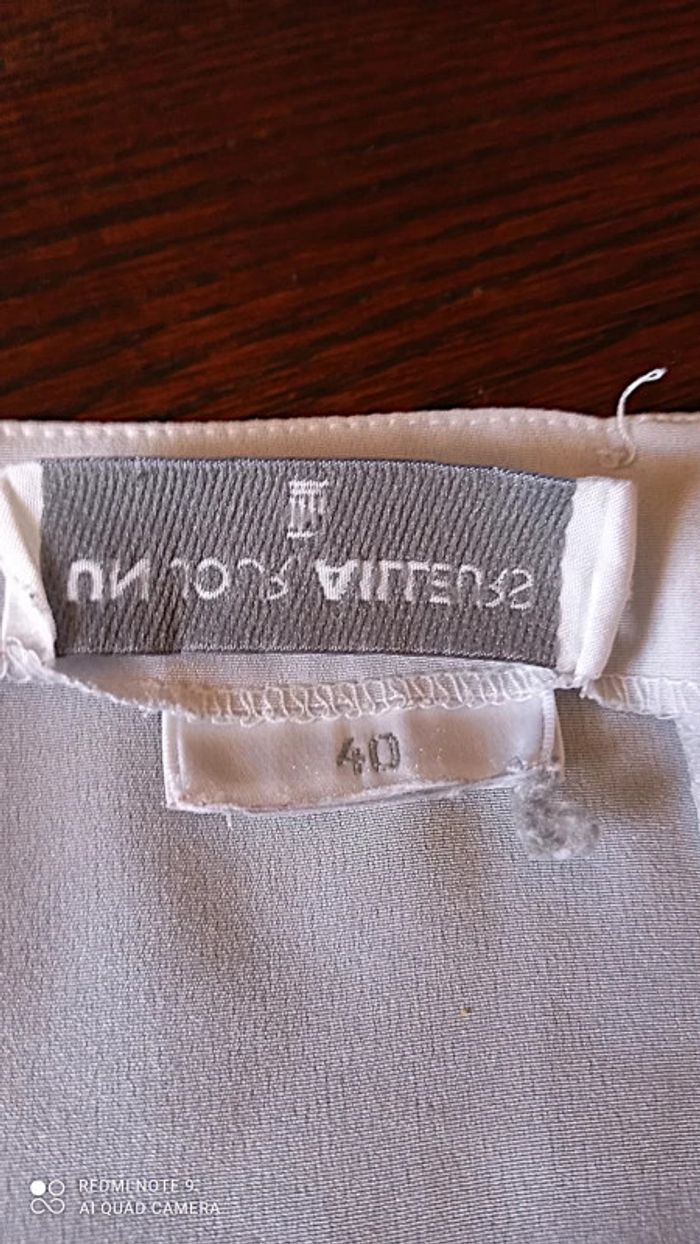 UN JOUR AILLEURS
40
REDMI NOTE 9
AI QUAD CAMERA